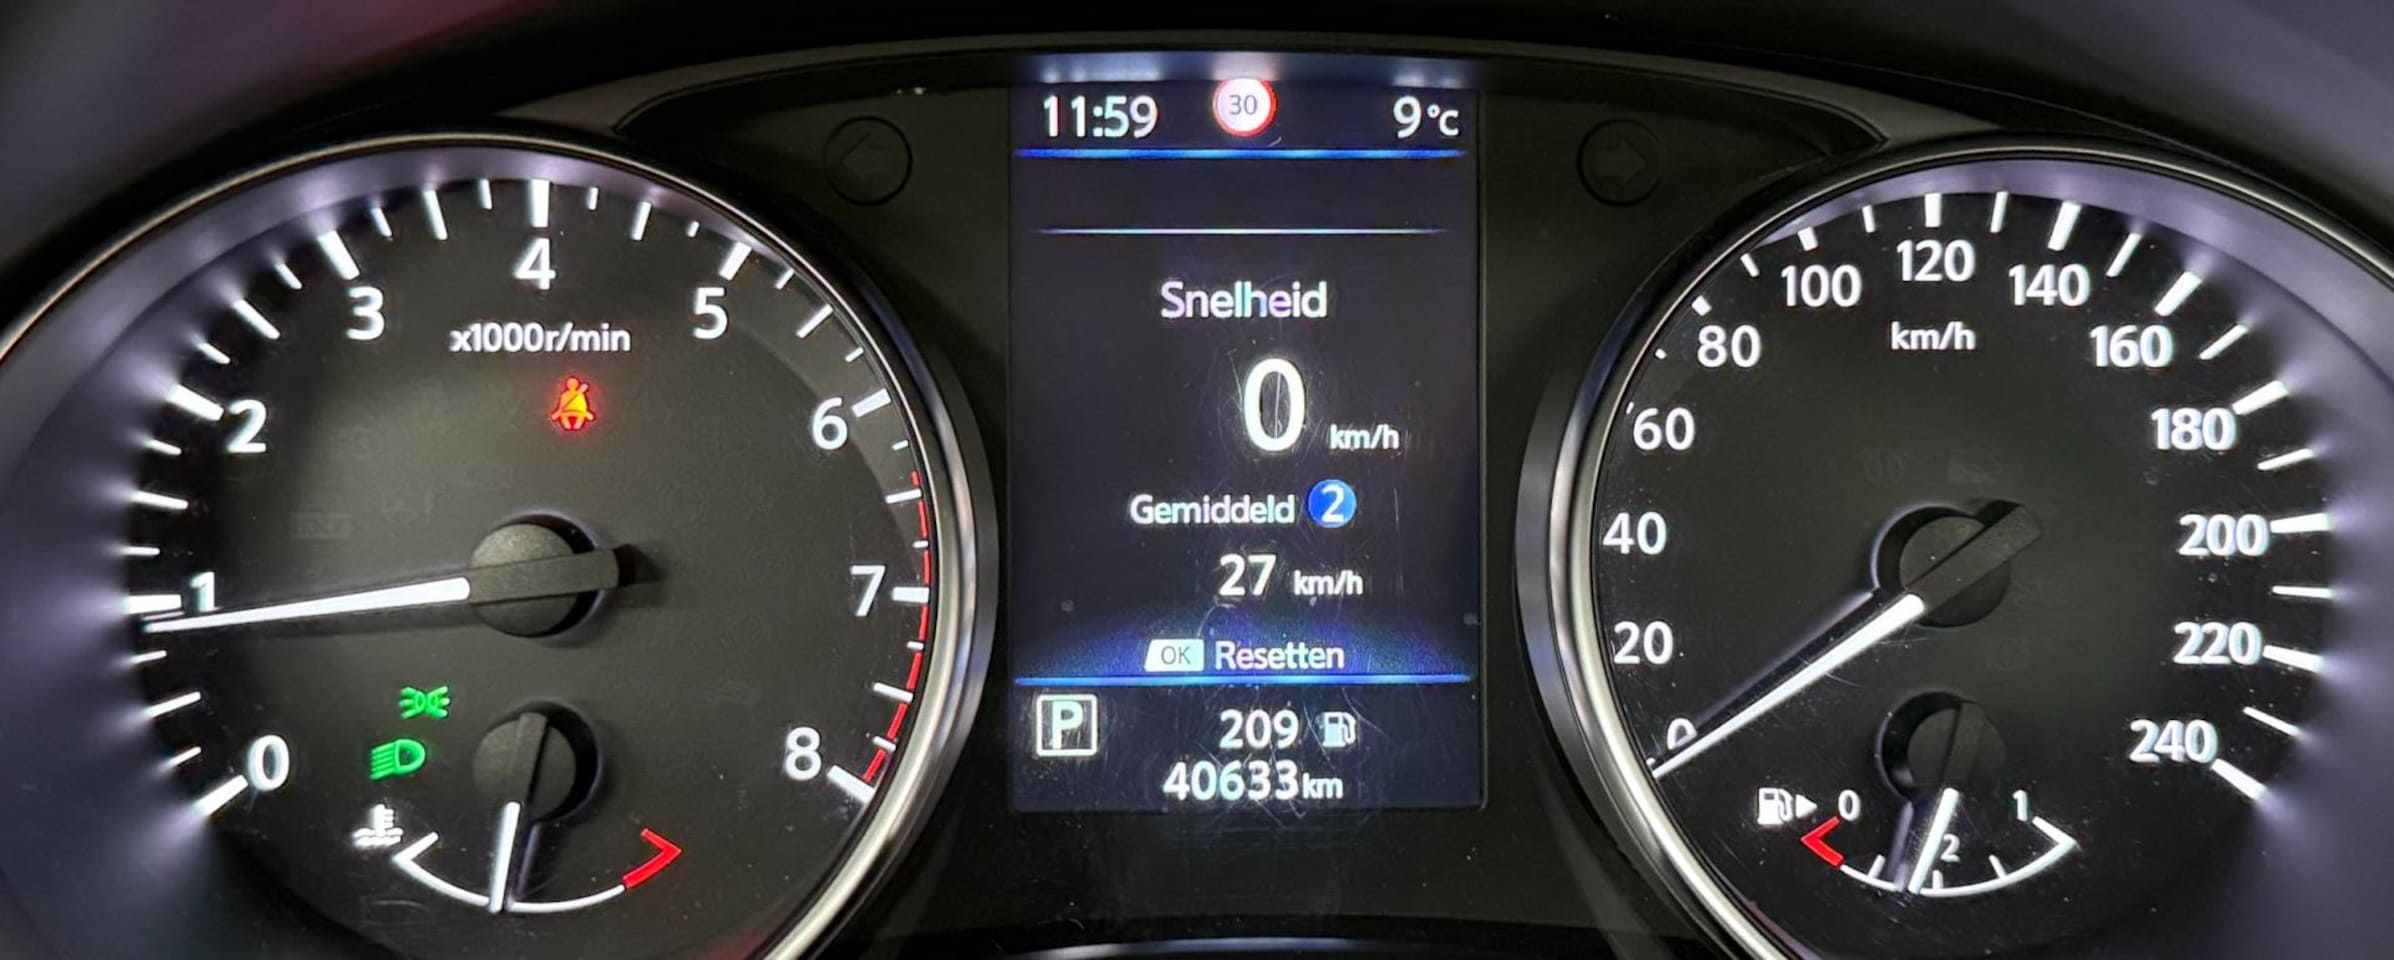 11:59 30 9°C
Snelheid
0 km/h
Gemiddeld 2
27 km/h
OK Resetten
P 209
40633 km
0
1
2
3
4
5
6
7
8
x1000r/min
0
20
40
60
80
100
120
140
160
180
200
220
240
km/h
0
2
1